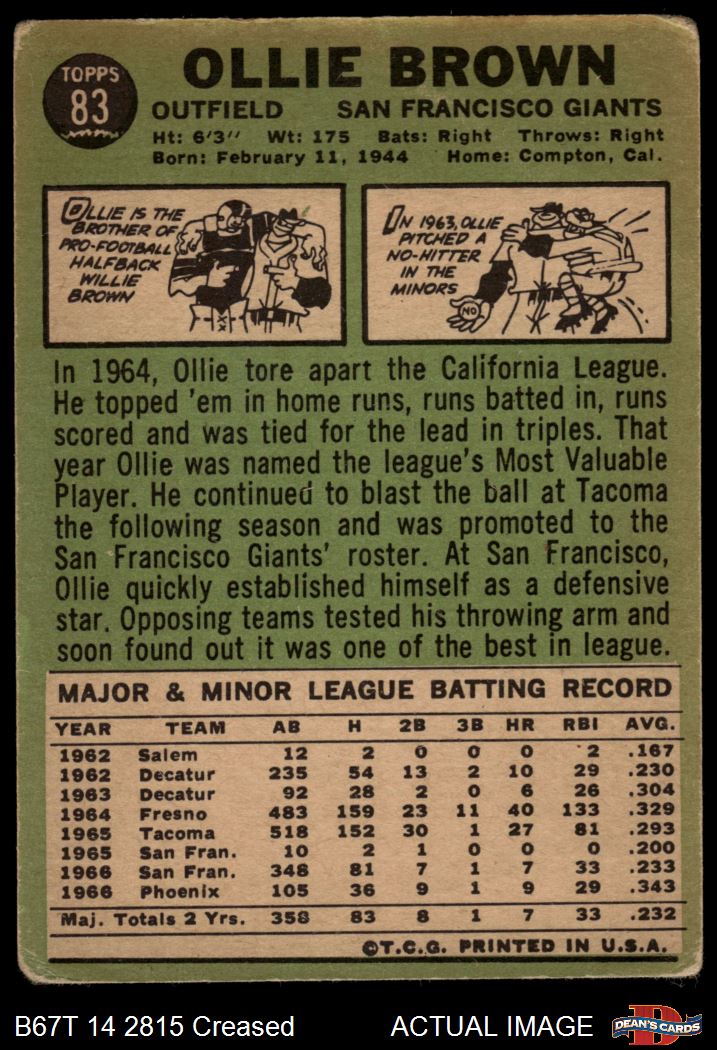 TOPPS
83
OLLIE BROWN
OUTFIELD SAN FRANCISCO GIANTS
Ht: 6'3" Wt: 175 Bats: Right Throws: Right
Born: February 11, 1944 Home: Compton, Cal.
OLLIE IS THE
BROTHER OF
PRO-FOOTBALL
HALFBACK
WILLIE
BROWN
IN 1963, OLLIE
PITCHED A
NO-HITTER
IN THE
MINORS
NO
In 1964, Ollie tore apart the California League.
He topped 'em in home runs, runs batted in, runs
scored and was tied for the lead in triples. That
year Ollie was named the league's Most Valuable
Player. He continued to blast the ball at Tacoma
the following season and was promoted to the
San Francisco Giants' roster. At San Francisco,
Ollie quickly established himself as a defensive
star. Opposing teams tested his throwing arm and
soon found out it was one of the best in league.
MAJOR & MINOR LEAGUE BATTING RECORD
YEAR TEAM AB H 2B 3B HR RBI AVG.
1962 Salem 12 2 0 0 0 2 .167
1962 Decatur 235 54 13 2 10 29 .230
1963 Decatur 92 28 2 0 6 26 .304
1964 Fresno 483 159 23 11 40 133 .329
1965 Tacoma 518 152 30 1 27 81 .293
1965 San Fran. 10 2 1 0 0 0 .200
1966 San Fran. 348 81 7 1 7 33 .233
1966 Phoenix 105 36 9 1 9 29 .343
Maj. Totals 2 Yrs. 358 83 8 1 7 33 .232
©T.C.G. PRINTED IN U.S.A.
B67T 14 2815 Creased ACTUAL IMAGE
DEAN'S CARDS